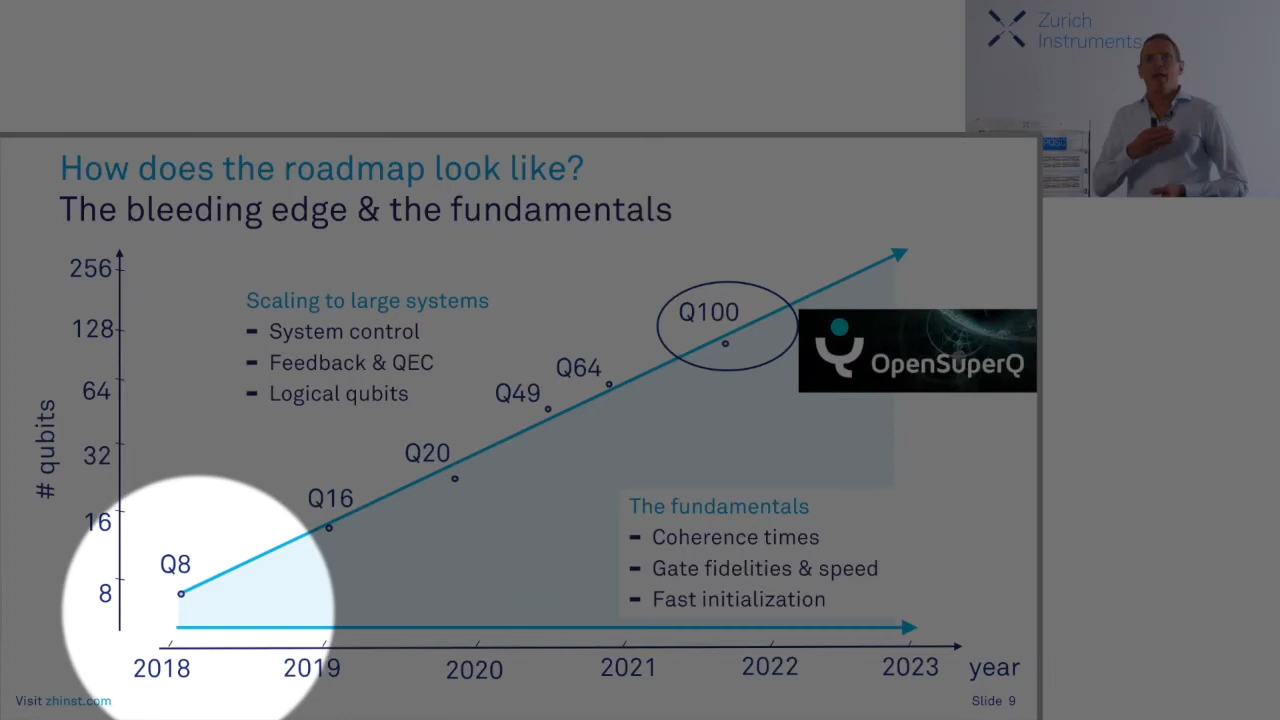 Zurich
Instruments
How does the roadmap look like?
The bleeding edge & the fundamentals
256
128
64
32
16
8
# qubits
Scaling to large systems
- System control
- Feedback & QEC
- Logical qubits
Q100
OpenSuperQ
Q64
Q49
Q20
Q16
Q8
The fundamentals
- Coherence times
- Gate fidelities & speed
- Fast initialization
2018 2019 2020 2021 2022 2023 year
Visit zhinst.com
Slide 9